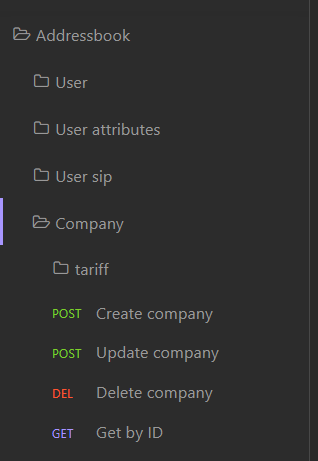 Addressbook
User
User attributes
User sip
Company
tariff
POST Create company
POST Update company
DEL Delete company
GET Get by ID